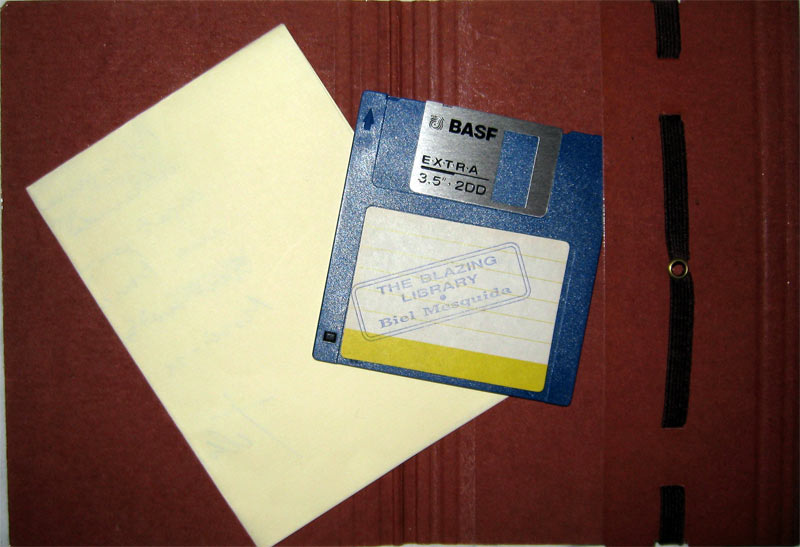 BASF
EXTRA
3.5" 2DD
THE BLAZING
LIBRARY
Biel Mesquida